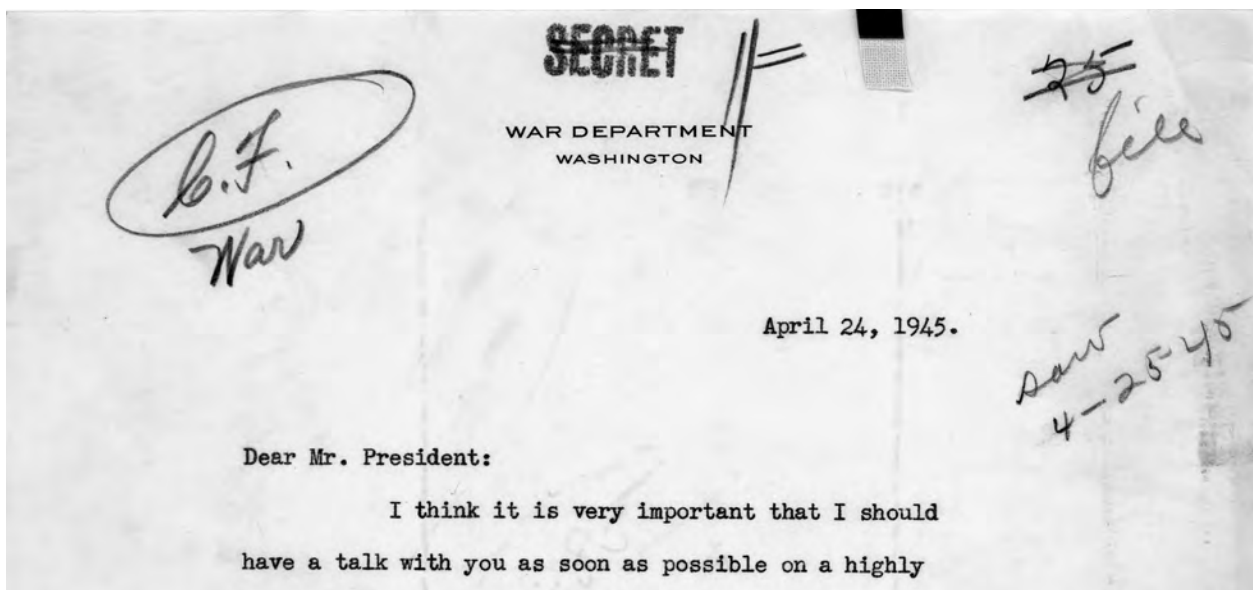 SECRET
25
C.F.
file
WAR DEPARTMENT
WASHINGTON
War
April 24, 1945.
saw
4-25-45
Dear Mr. President:
I think it is very important that I should
have a talk with you as soon as possible on a highly